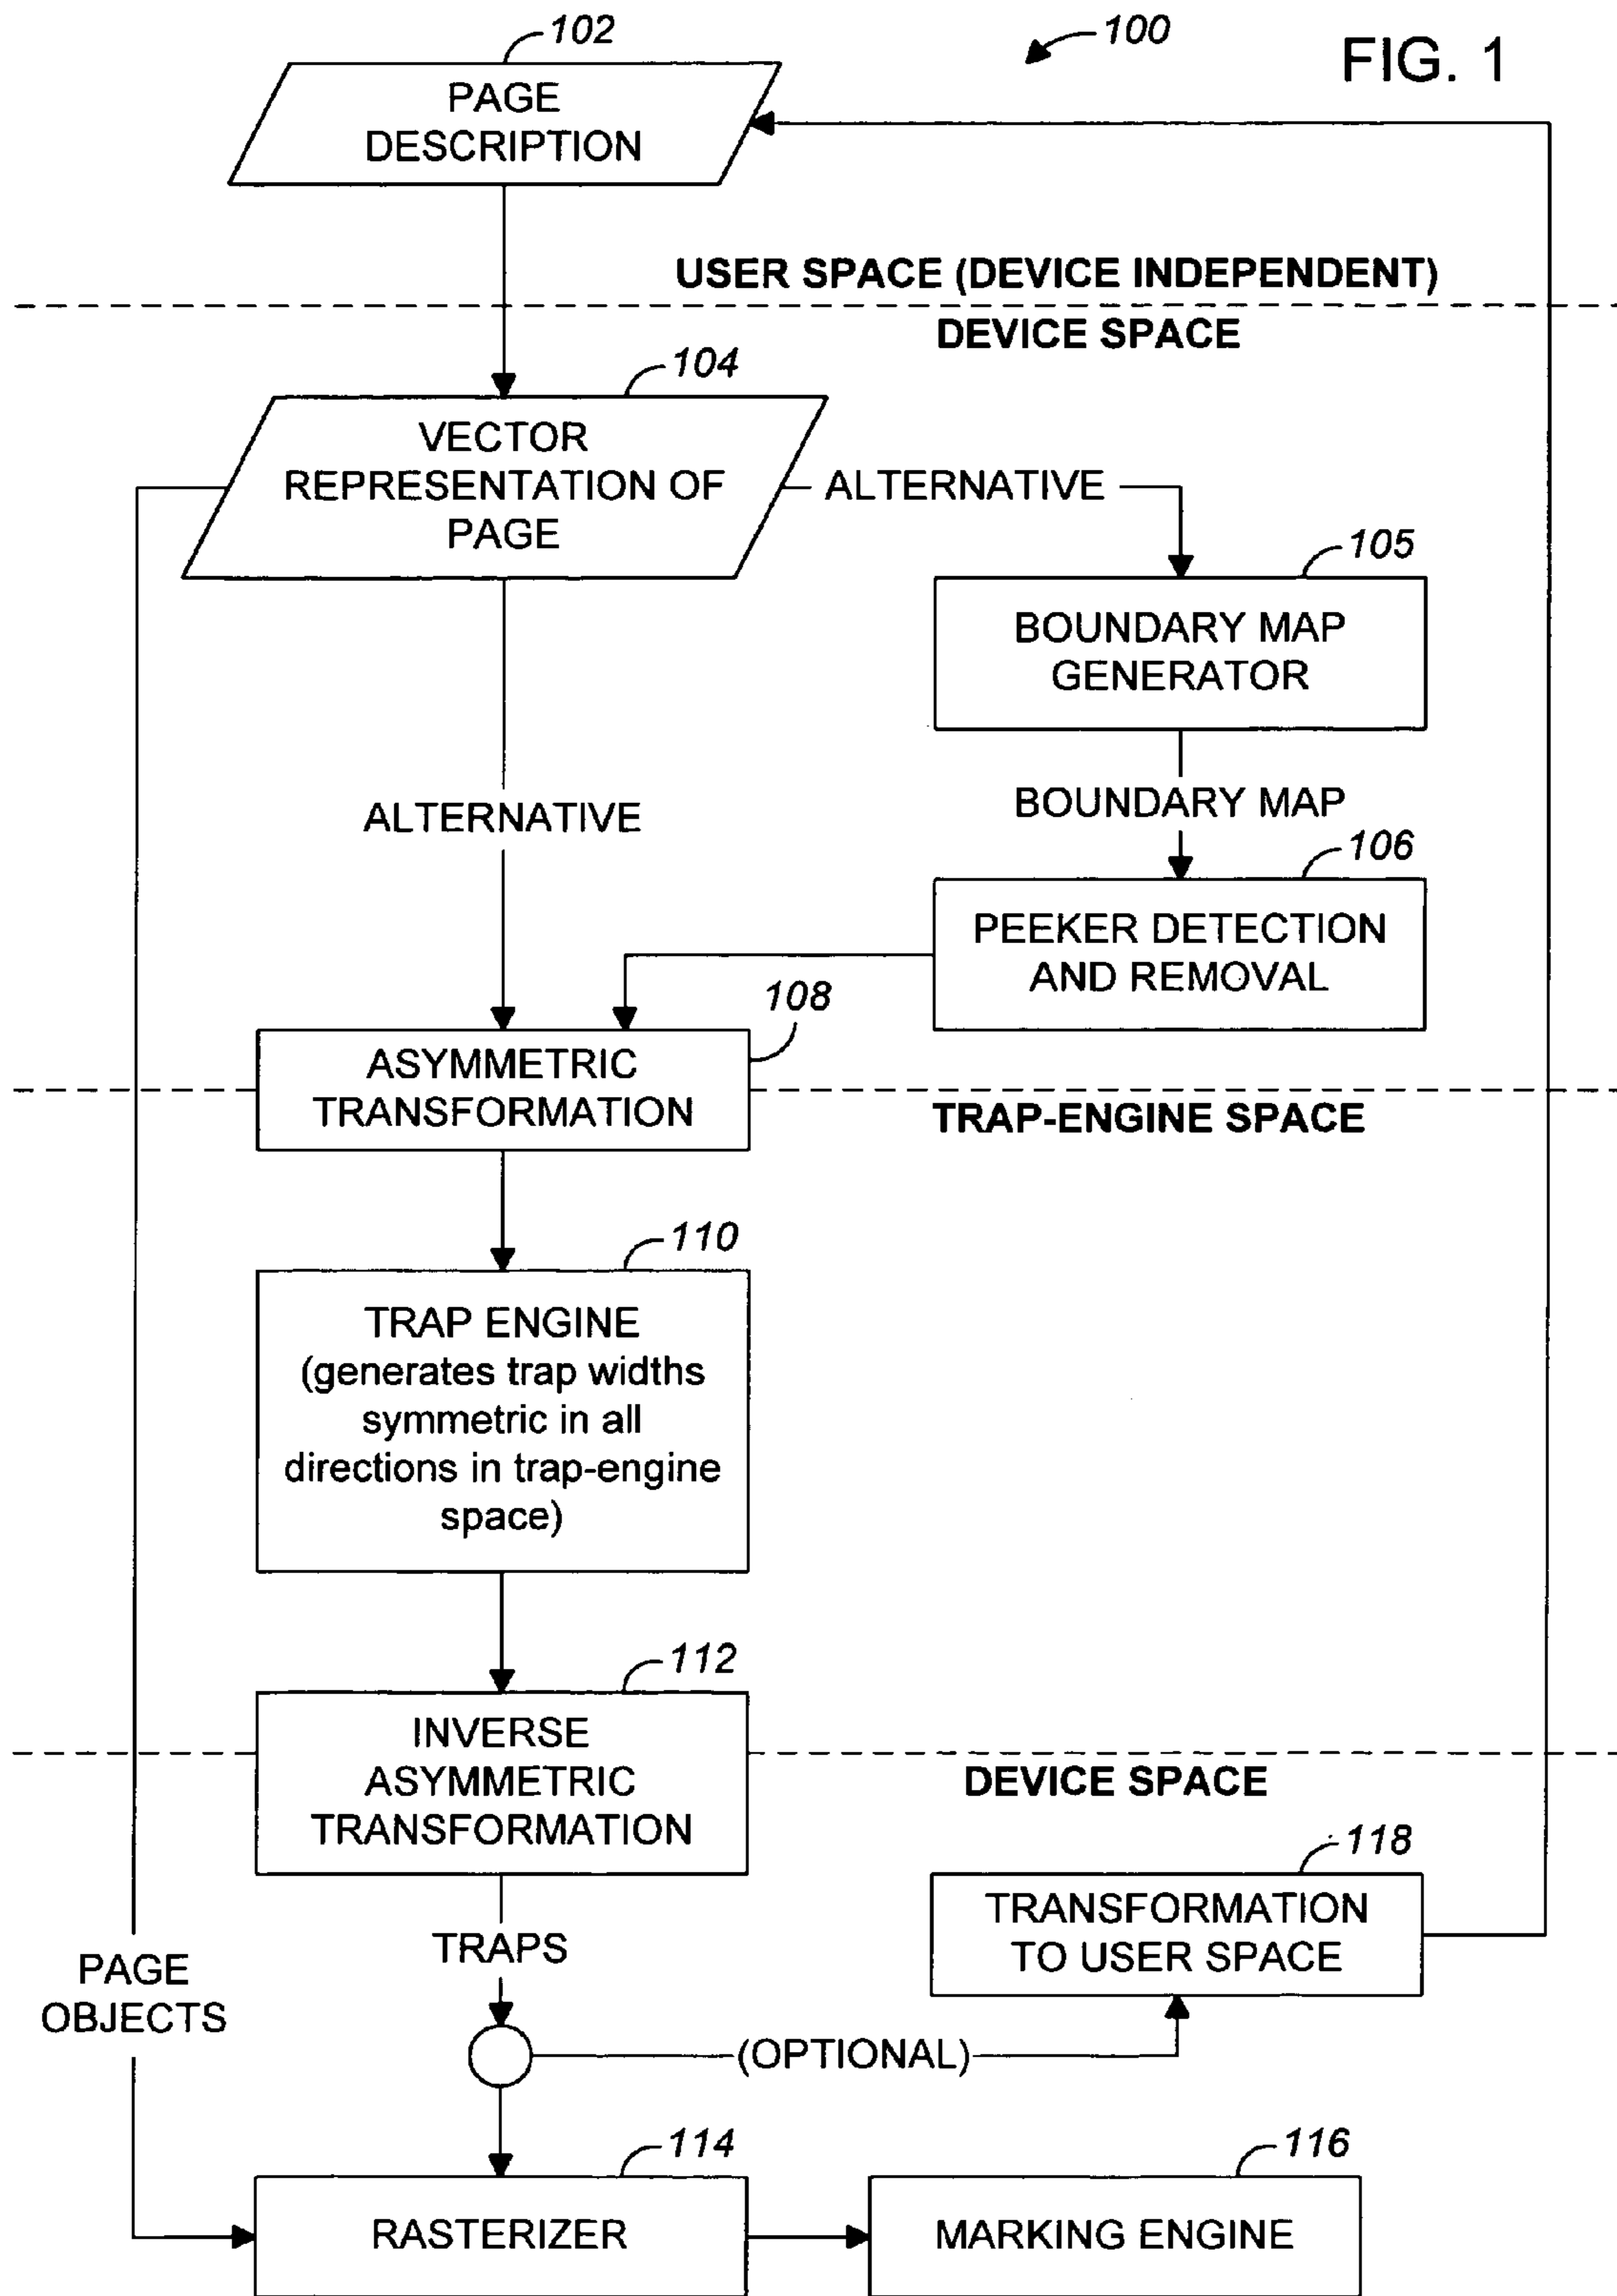 102
100
FIG. 1
PAGE
DESCRIPTION
USER SPACE (DEVICE INDEPENDENT)
DEVICE SPACE
104
VECTOR
REPRESENTATION OF
PAGE
ALTERNATIVE
105
BOUNDARY MAP
GENERATOR
BOUNDARY MAP
ALTERNATIVE
106
PEEKER DETECTION
AND REMOVAL
108
ASYMMETRIC
TRANSFORMATION
TRAP-ENGINE SPACE
110
TRAP ENGINE
(generates trap widths
symmetric in all
directions in trap-engine
space)
112
INVERSE
ASYMMETRIC
TRANSFORMATION
DEVICE SPACE
118
TRANSFORMATION
TO USER SPACE
TRAPS
PAGE
OBJECTS
(OPTIONAL)
114
RASTERIZER
116
MARKING ENGINE